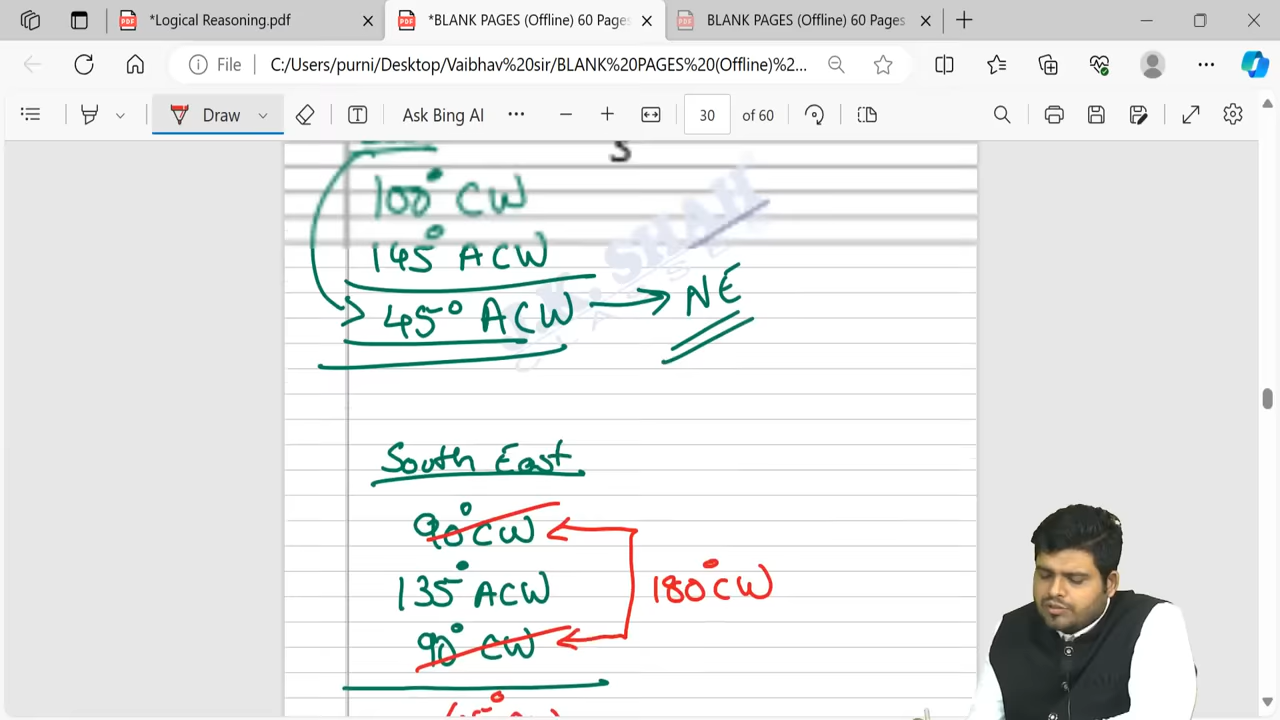 *Logical Reasoning.pdf
*BLANK PAGES (Offline) 60 Pages
BLANK PAGES (Offline) 60 Pages
File
C:/Users/purni/Desktop/Vaibhav%20sir/BLANK%20PAGES%20(Offline)%2...
Draw
Ask Bing AI
30
of 60
S
100° CW
145° ACW
45° ACW → NE
South East
90° CW
135° ACW
180° CW
90° CW
J.K. SHAH